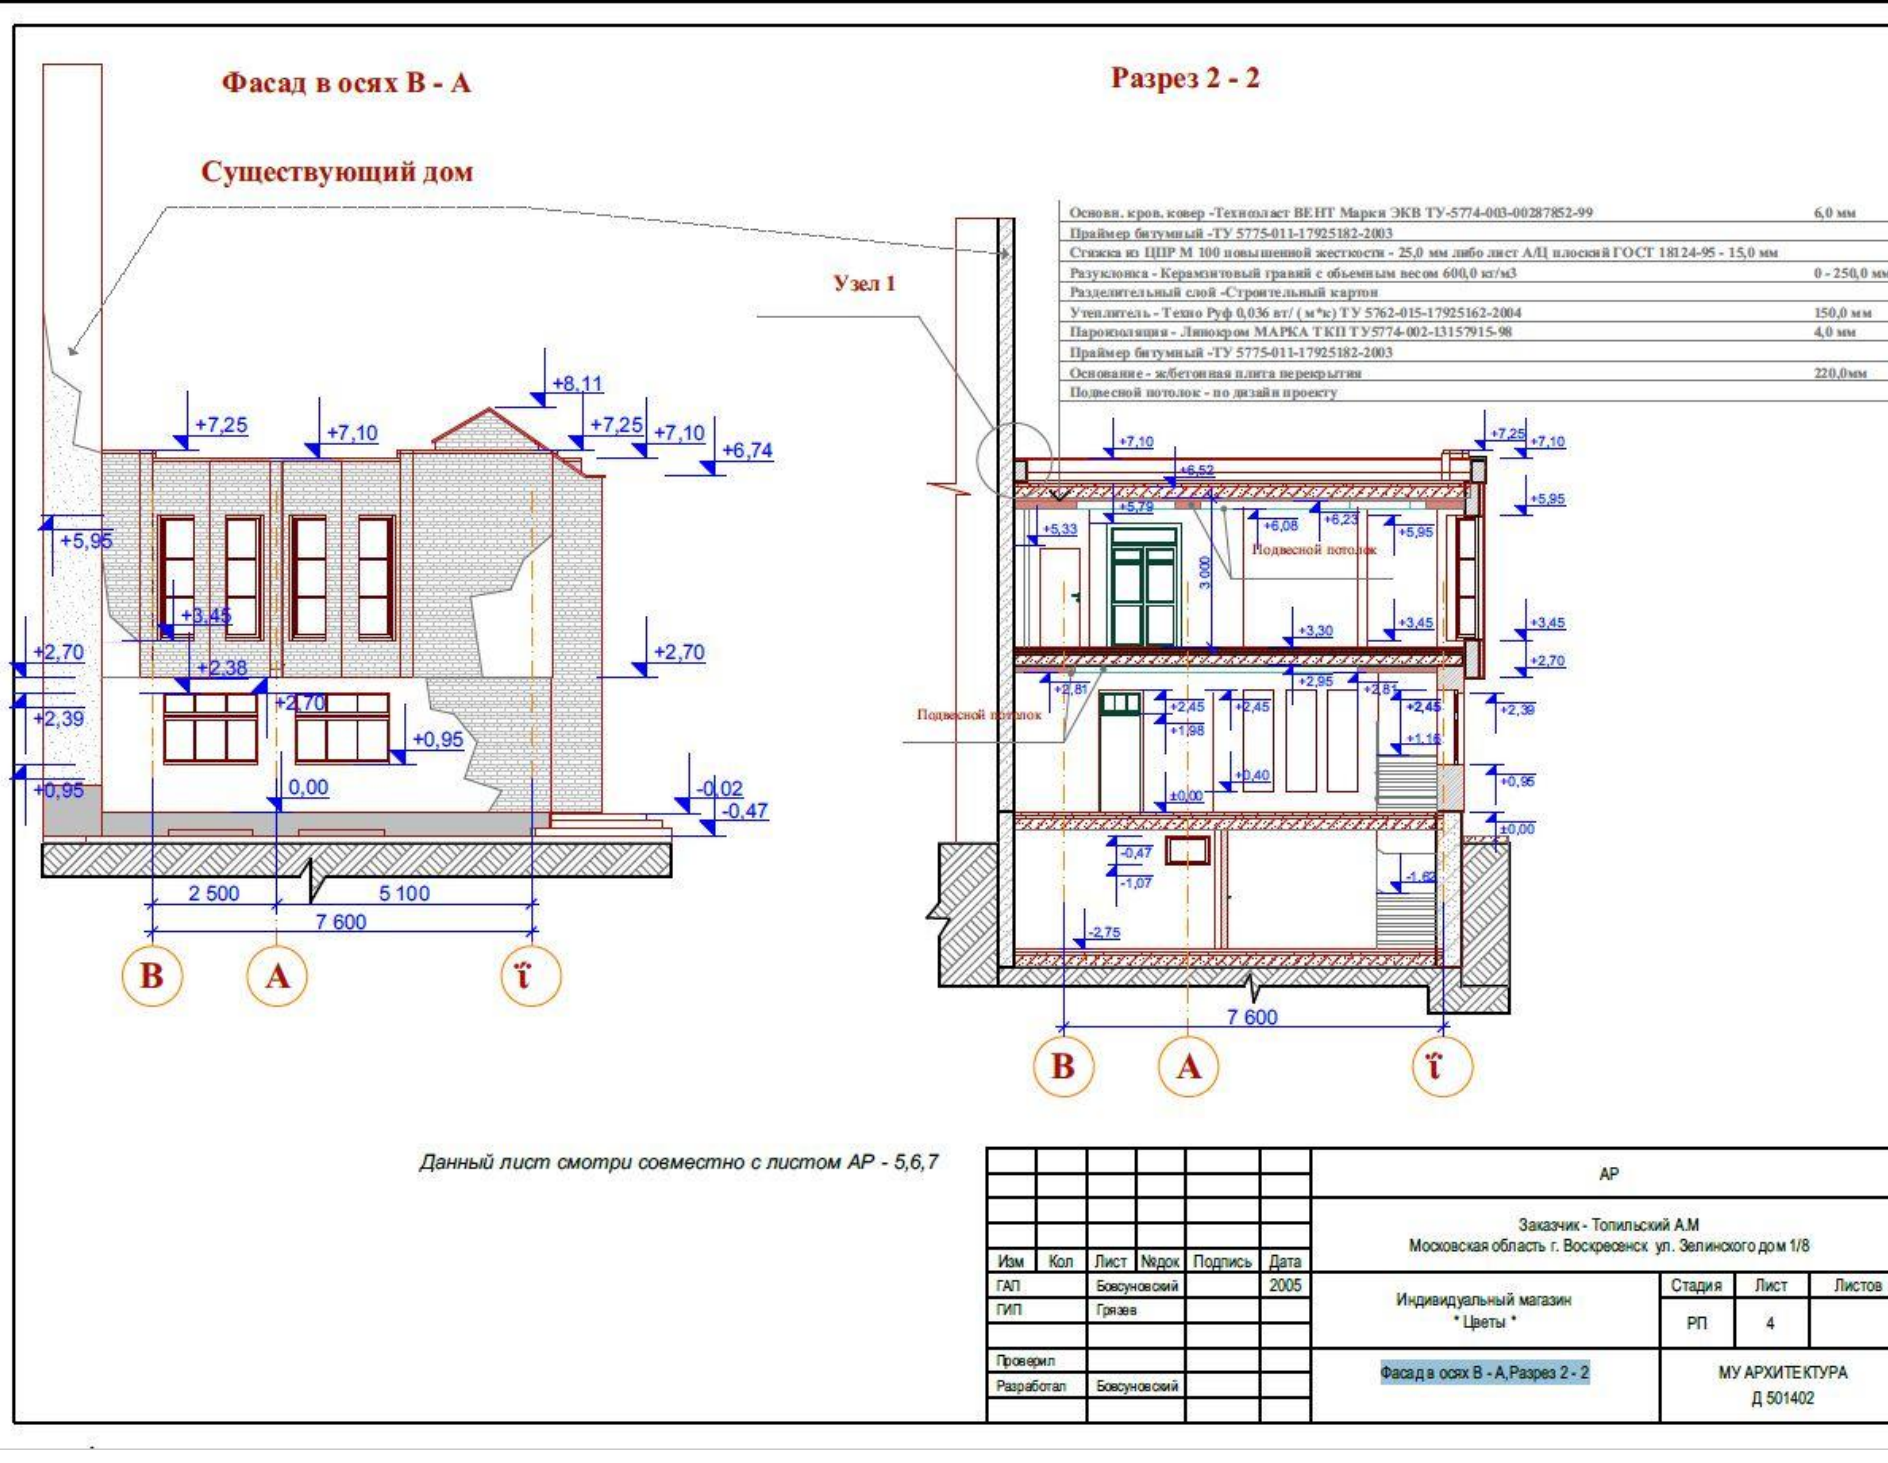 Фасад в осях В - А
Разрез 2 - 2
Существующий дом
Узел 1
Основн. кров. ковер -Техноэласт ВЕНТ Марки ЭКВ ТУ-5774-003-00287852-99 6,0 мм
Праймер битумный -ТУ 5775-011-17925182-2003
Стяжка из ЦПР М 100 повышенной жесткости - 25,0 мм либо лист А/Ц плоский ГОСТ 18124-95 - 15,0 мм
Разуклонка - Керамзитовый гравий с обьемным весом 600,0 кг/м3 0 - 250,0 мм
Разделительный слой -Строительный картон
Утеплитель - Техно Руф 0,036 вт/ ( м*к) ТУ 5762-015-17925162-2004 150,0 мм
Пароизоляция - Линокром МАРКА ТКП ТУ5774-002-13157915-98 4,0 мм
Праймер битумный -ТУ 5775-011-17925182-2003
Основание - ж/бетонная плита перекрытия 220,0мм
Подвесной потолок - по дизайн проекту
+8,11
+7,25
+7,10
+7,25
+7,10
+6,74
+5,95
+3,45
+2,70
+2,38
+2,70
+2,70
+2,39
+0,95
+0,95
0,00
-0,02
-0,47
2 500
5 100
7 600
В
А
ї
+7,10
+7,25
+7,10
+6,52
+5,95
+5,79
+5,33
+6,08
+6,23
+5,95
Подвесной потолок
3 000
+3,30
+3,45
+3,45
+2,70
+2,81
+2,95
+2,81
Подвесной потолок
+2,45
+2,45
+2,45
+2,39
+1,98
+1,16
+0,40
+0,95
±0,00
±0,00
-0,47
-1,07
-1,62
-2,75
7 600
В
А
ї
Данный лист смотри совместно с листом АР - 5,6,7
АР
Заказчик - Топильский А.М
Московская область г. Воскресенск ул. Зелинского дом 1/8
Изм Кол Лист №док Подпись Дата
ГАП Бовсуновский 2005
ГИП Грязев
Индивидуальный магазин
" Цветы "
Стадия Лист Листов
РП 4
Проверил
Разработал Бовсуновский
Фасад в осях В - А,Разрез 2 - 2
МУ АРХИТЕКТУРА
Д 501402